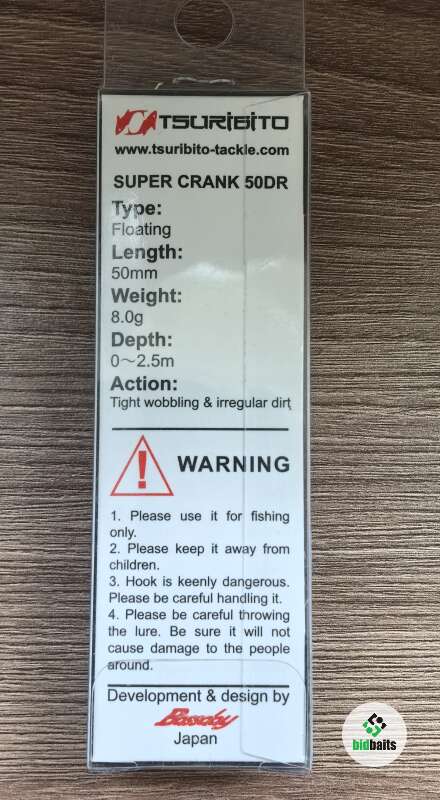 TSURIBITO
www.tsuribito-tackle.com
SUPER CRANK 50DR
Type:
Floating
Length:
50mm
Weight:
8.0g
Depth:
0～2.5m
Action:
Tight wobbling & irregular dirt
WARNING
1. Please use it for fishing
only.
2. Please keep it away from
children.
3. Hook is keenly dangerous.
Please be careful handling it.
4. Please be careful throwing
the lure. Be sure it will not
cause damage to the people
around.
Development & design by
Bassday
Japan
bidbaits